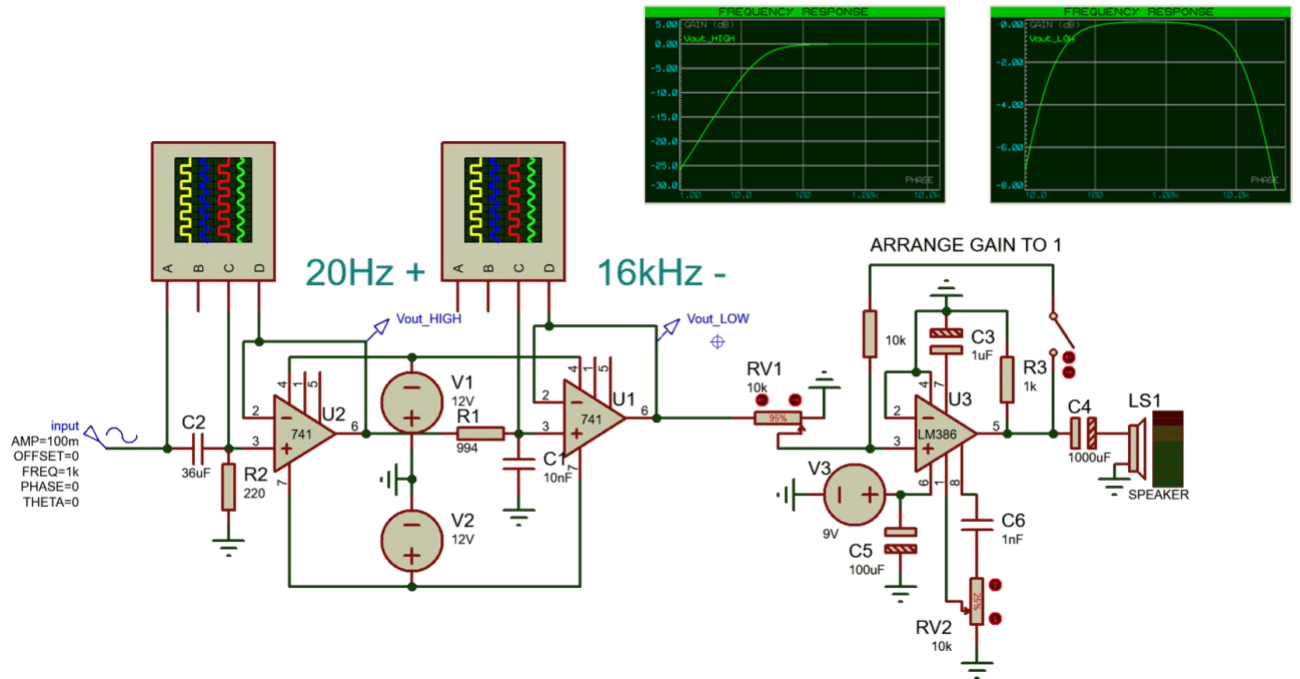 FREQUENCY RESPONSE
5.00 GAIN (dB)
Vout_HIGH
0.00
-5.00
-10.0
-15.0
-20.0
-25.0
-30.0
PHASE
1.00 10.0 100 1.00k 10.0k
FREQUENCY RESPONSE
0.00 GAIN (dB)
Vout_LOW
-2.00
-4.00
-6.00
-8.00
PHASE
10.0 100 1.00k 10.0k
A B C D
A B C D
20Hz +
16kHz -
ARRANGE GAIN TO 1
Vout_HIGH
Vout_LOW
input
AMP=100m
OFFSET=0
FREQ=1k
PHASE=0
THETA=0
C2
36uF
R2
220
4 1 5
2
3
7
6
U2
741
V1
12V
V2
12V
R1
994
C1
10nF
4 1 5
2
3
7
6
U1
741
RV1
10k
95%
10k
C3
1uF
R3
1k
4 7
2
3
5
U3
LM386
6 1 8
V3
9V
C5
100uF
C6
1nF
RV2
10k
25%
C4
1000uF
LS1
SPEAKER